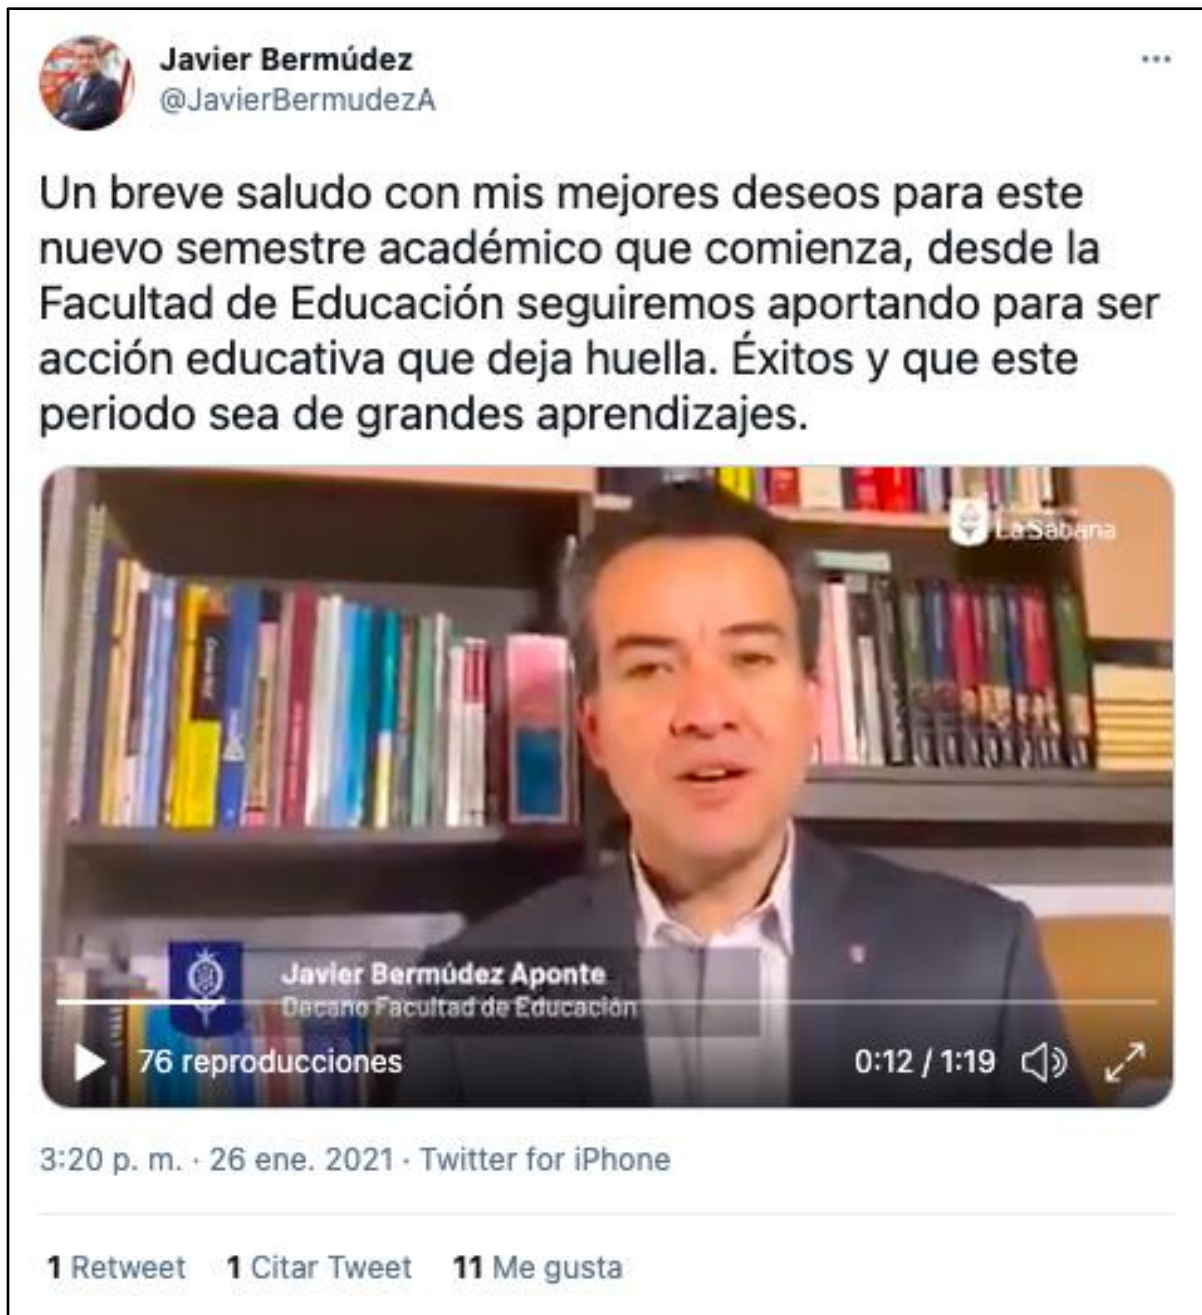 Javier Bermúdez
@JavierBermudezA
Un breve saludo con mis mejores deseos para este
nuevo semestre académico que comienza, desde la
Facultad de Educación seguiremos aportando para ser
acción educativa que deja huella. Éxitos y que este
periodo sea de grandes aprendizajes.
La Sabana
Javier Bermúdez Aponte
Decano Facultad de Educación
76 reproducciones
0:12 / 1:19
3:20 p. m. · 26 ene. 2021 · Twitter for iPhone
1 Retweet 1 Citar Tweet 11 Me gusta